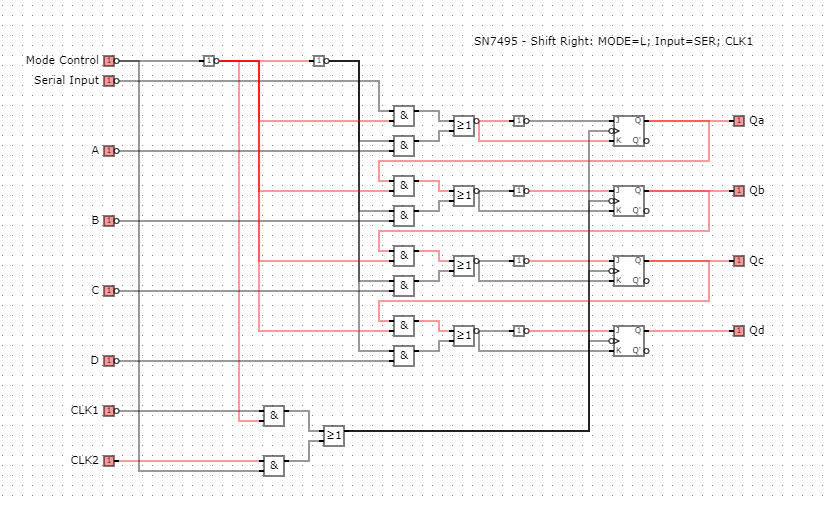 SN7495 - Shift Right: MODE=L; Input=SER; CLK1
Mode Control 1 1 1
Serial Input 1
& J Q 1 Qa
≥1 1
A 1 & K Q'
& J Q 1 Qb
≥1 1
B 1 & K Q'
& J Q 1 Qc
≥1 1
C 1 & K Q'
& J Q 1 Qd
≥1 1
D 1 & K Q'
CLK1 1 &
≥1
CLK2 1 &